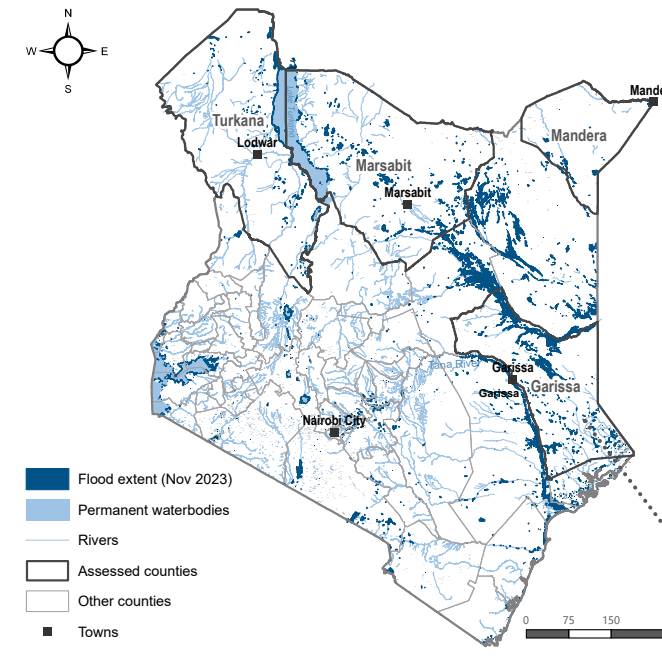 N
W
E
S
Mande
Turkana
Mandera
Lodwar
Marsabit
Marsabit
Tana River
Garissa
Garissa
Garissa
Nairobi City
Flood extent (Nov 2023)
Permanent waterbodies
Rivers
Assessed counties
Other counties
Towns
0 75 150